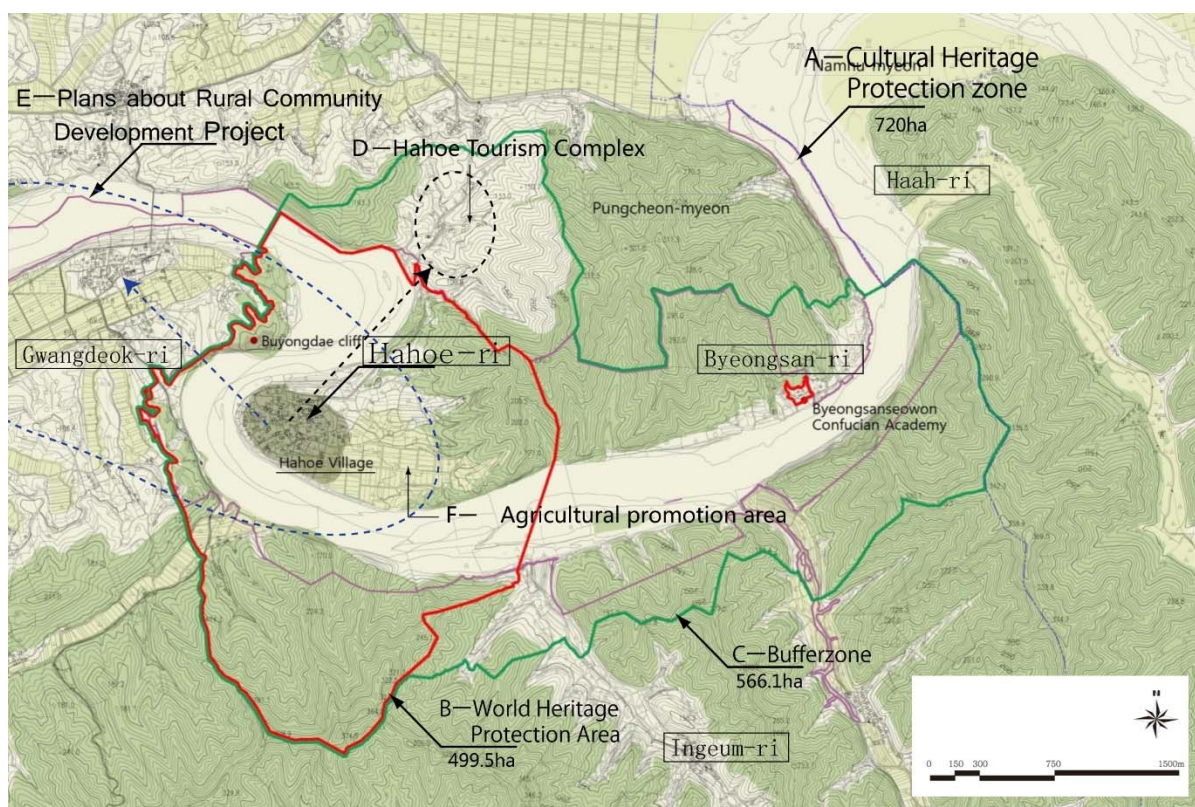 A—Cultural Heritage
Protection zone
720ha
Namhu-myeon
E—Plans about Rural Community
Development Project
D—Hahoe Tourism Complex
Haah-ri
Pungcheon-myeon
Buyongdae cliff
Gwangdeok-ri
Hahoe-ri
Byeongsan-ri
Byeongsanseowon
Confucian Academy
Hahoe Village
F— Agricultural promotion area
C—Bufferzone
566.1ha
B—World Heritage
Protection Area
499.5ha
Ingeum-ri
0 150 300 750 1500m